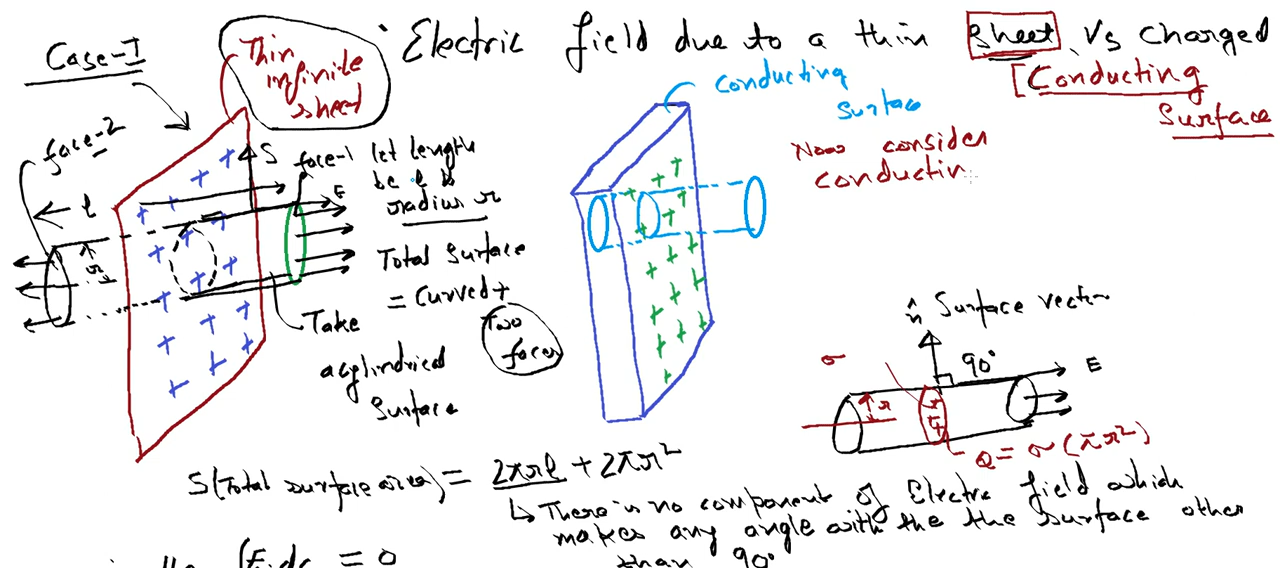 Electric field due to a thin sheet Vs Charged
[Conducting
Surface
Case-I
Thin
infinite
sheet
face-2
l
r
S
face-1
E
let length
be l &
radius r
Total Surface
= Curved +
Two
faces
Take
a cylindrical
Surface
conducting
Surface
Now consider
conductin
n̂ Surface vector
σ
90°
E
r
Q = σ(πr²)
S(Total surface area) = 2πrl + 2πr²
↳ There is no component of Electric field which
makes any angle with the the surface other
than 90°
= 0